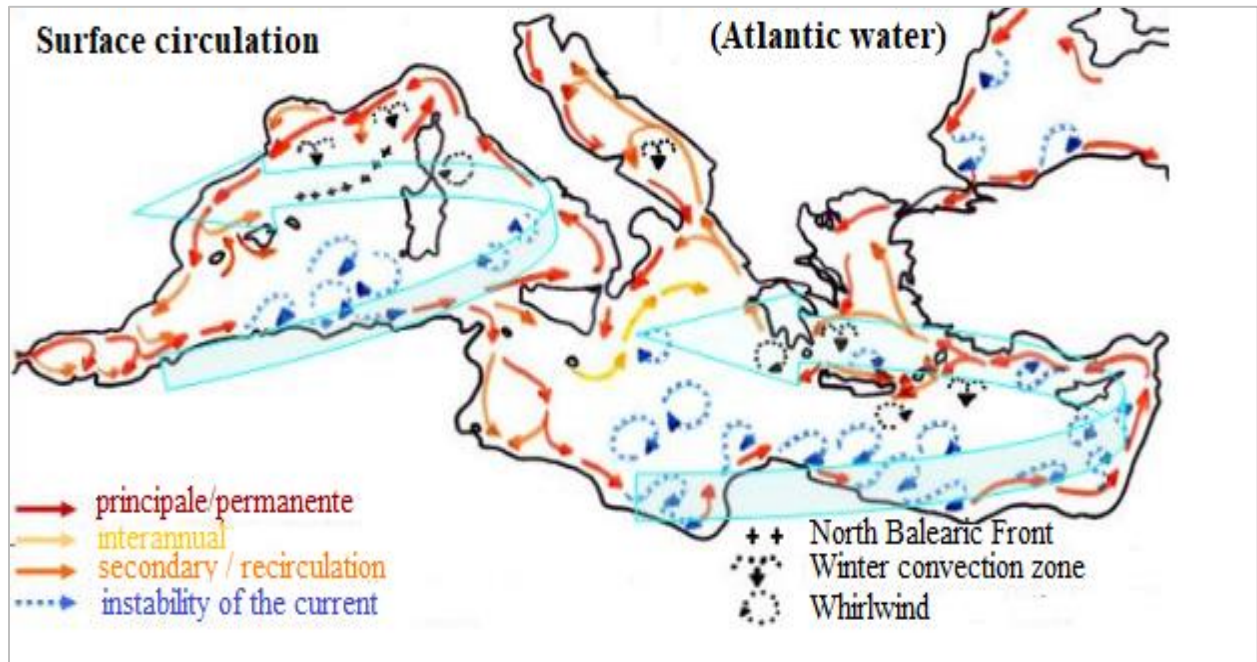 Surface circulation
(Atlantic water)
principale/permanente
interannual
secondary / recirculation
instability of the current
North Balearic Front
Winter convection zone
Whirlwind